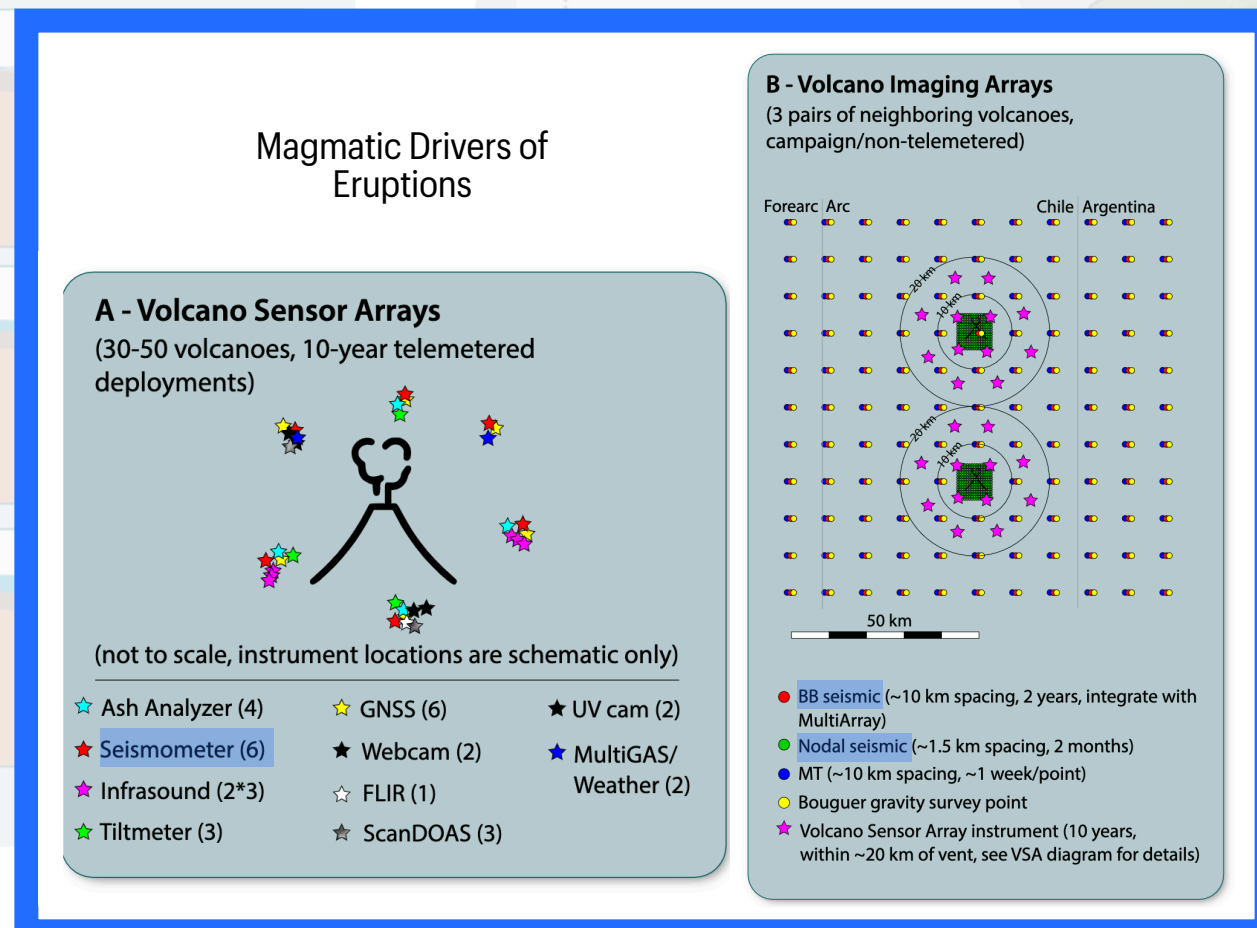 Magmatic Drivers of
Eruptions
A - Volcano Sensor Arrays
(30-50 volcanoes, 10-year telemetered
deployments)
(not to scale, instrument locations are schematic only)
Ash Analyzer (4)
Seismometer (6)
Infrasound (2*3)
Tiltmeter (3)
GNSS (6)
Webcam (2)
FLIR (1)
ScanDOAS (3)
UV cam (2)
MultiGAS/
Weather (2)
B - Volcano Imaging Arrays
(3 pairs of neighboring volcanoes,
campaign/non-telemetered)
Forearc Arc Chile Argentina
20 km
10 km
20 km
10 km
50 km
BB seismic (~10 km spacing, 2 years, integrate with
MultiArray)
Nodal seismic (~1.5 km spacing, 2 months)
MT (~10 km spacing, ~1 week/point)
Bouguer gravity survey point
Volcano Sensor Array instrument (10 years,
within ~20 km of vent, see VSA diagram for details)